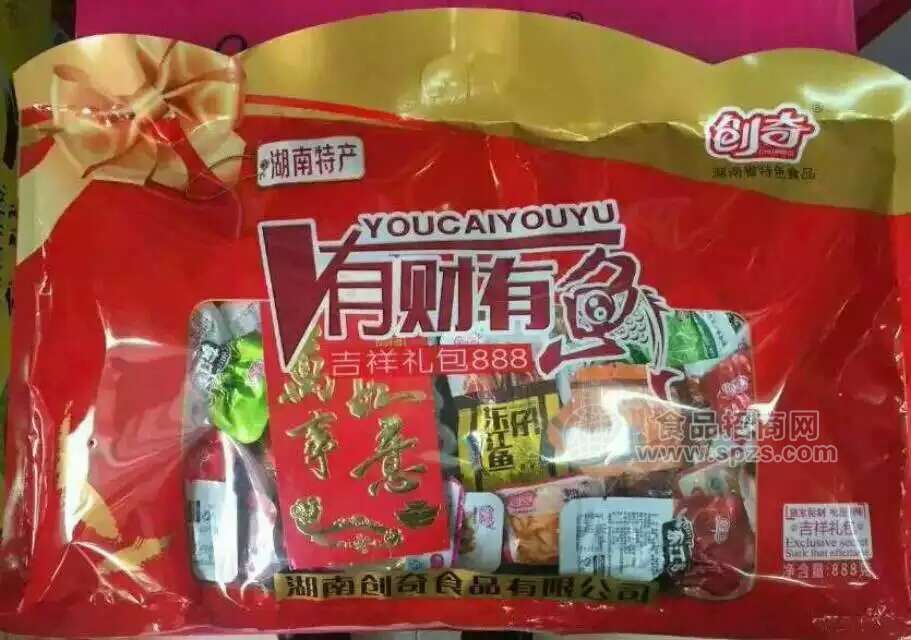 创奇
湖南省特色食品
湖南特产
YOUCAIYOUYU
有财有鱼
吉祥礼包888
万事如意
东江鱼
食品招商网
www.spzs.com
吉祥礼包
Exclusive secret
净含量:888克
湖南创奇食品有限公司